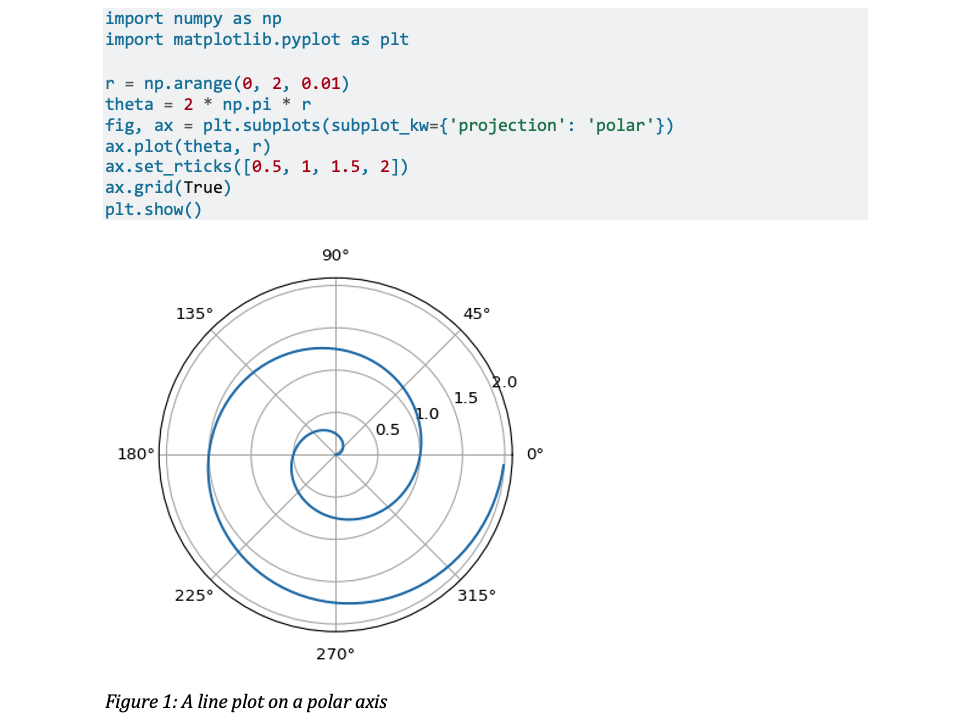 import numpy as np
import matplotlib.pyplot as plt
r = np.arange(0, 2, 0.01)
theta = 2 * np.pi * r
fig, ax = plt.subplots(subplot_kw={'projection': 'polar'})
ax.plot(theta, r)
ax.set_rticks([0.5, 1, 1.5, 2])
ax.grid(True)
plt.show()
90°
135°
45°
2.0
1.5
1.0
0.5
180°
0°
225°
315°
270°
Figure 1: A line plot on a polar axis